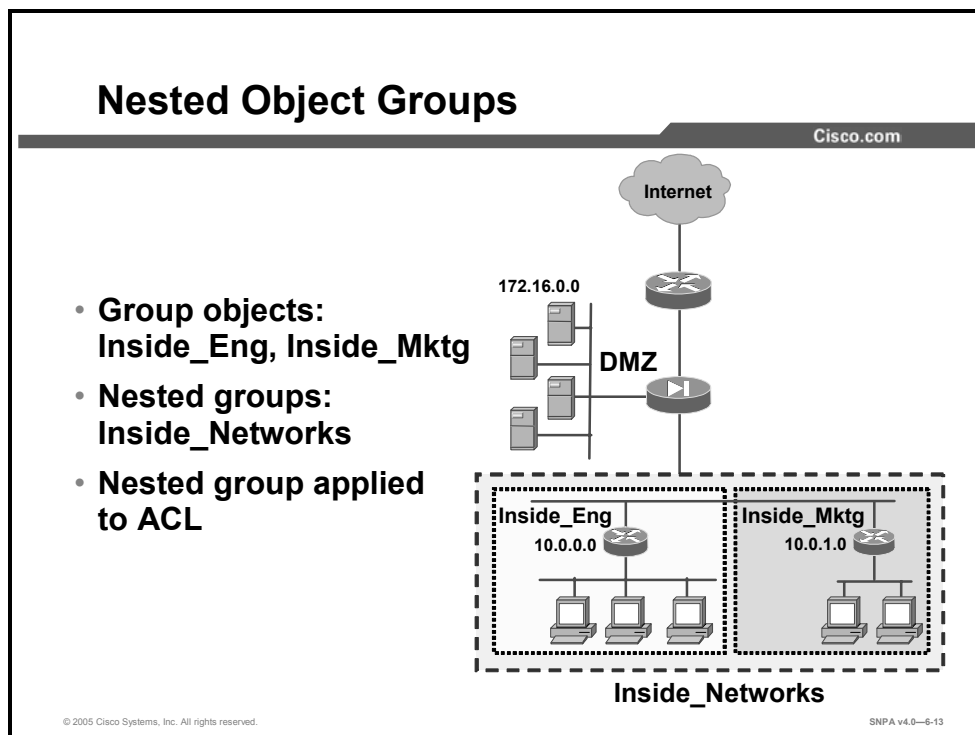 Nested Object Groups
Cisco.com
• Group objects:
Inside_Eng, Inside_Mktg
• Nested groups:
Inside_Networks
• Nested group applied
to ACL
Internet
172.16.0.0
DMZ
Inside_Eng
10.0.0.0
Inside_Mktg
10.0.1.0
Inside_Networks
© 2005 Cisco Systems, Inc. All rights reserved.
SNPA v4.0—6-13